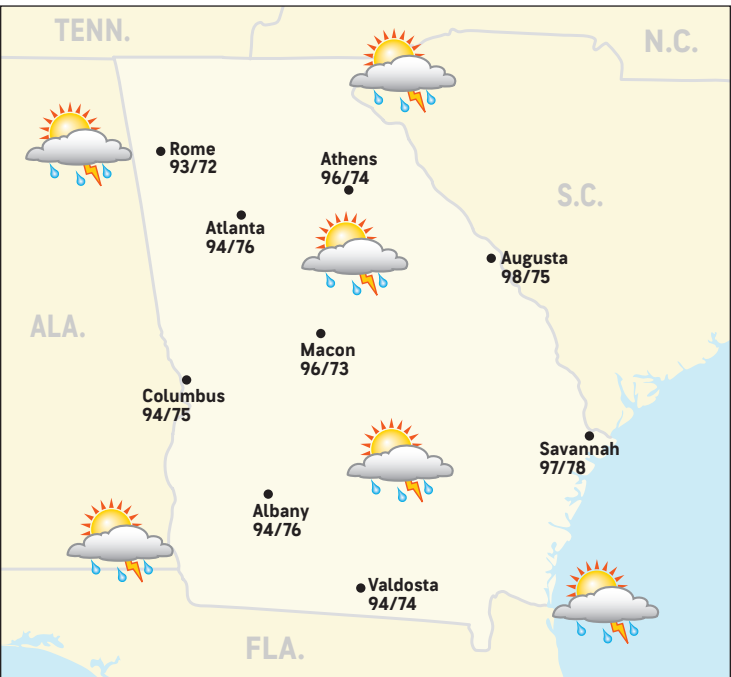 TENN.
N.C.
Rome
93/72
Athens
96/74
S.C.
Atlanta
94/76
Augusta
98/75
ALA.
Macon
96/73
Columbus
94/75
Savannah
97/78
Albany
94/76
Valdosta
94/74
FLA.